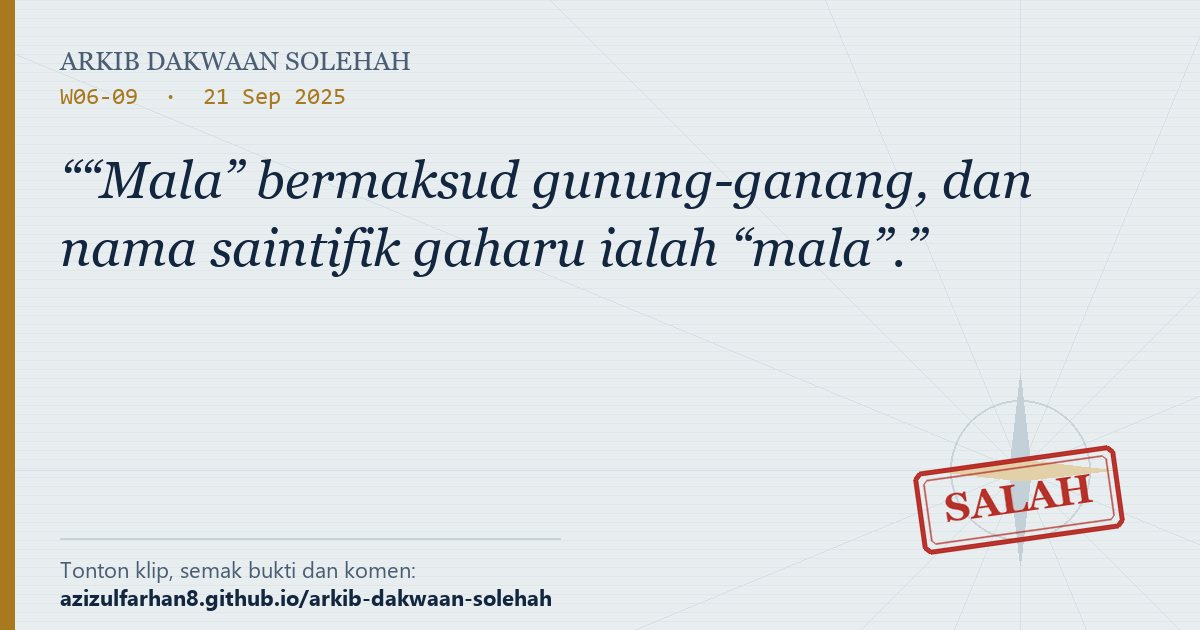 ARKIB DAKWAAN SOLEHAH
W06-09 · 21 Sep 2025
““Mala” bermaksud gunung-ganang, dan
nama saintifik gaharu ialah “mala”.”
SALAH
Tonton klip, semak bukti dan komen:
azizulfarhan8.github.io/arkib-dakwaan-solehah